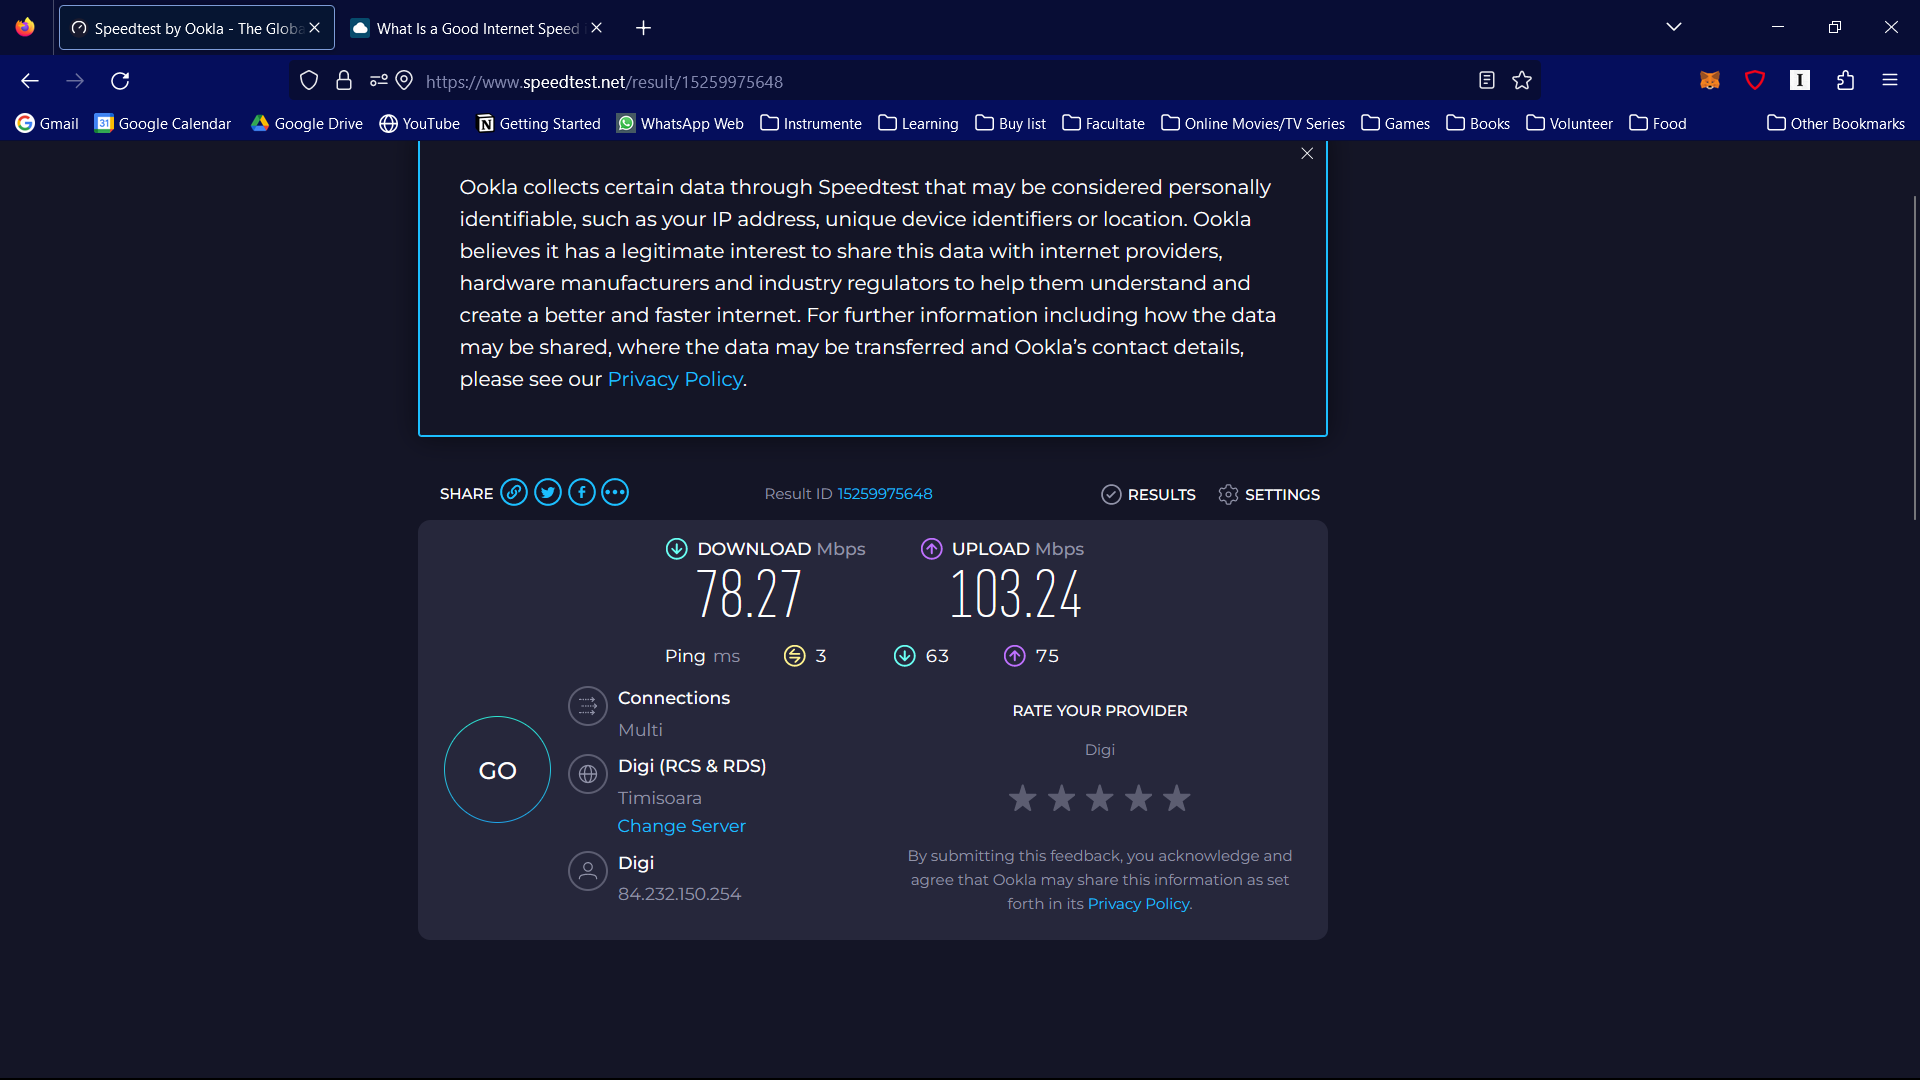 Speedtest by Ookla - The Globa
What Is a Good Internet Speed
https://www.speedtest.net/result/15259975648
Gmail
31
Google Calendar
Google Drive
YouTube
Getting Started
WhatsApp Web
Instrumente
Learning
Buy list
Facultate
Online Movies/TV Series
Games
Books
Volunteer
Food
Other Bookmarks
Ookla collects certain data through Speedtest that may be considered personally
identifiable, such as your IP address, unique device identifiers or location. Ookla
believes it has a legitimate interest to share this data with internet providers,
hardware manufacturers and industry regulators to help them understand and
create a better and faster internet. For further information including how the data
may be shared, where the data may be transferred and Ookla’s contact details,
please see our Privacy Policy.
SHARE
Result ID 15259975648
RESULTS
SETTINGS
DOWNLOAD Mbps
78.27
UPLOAD Mbps
103.24
Ping ms
3
63
75
GO
Connections
Multi
Digi (RCS & RDS)
Timisoara
Change Server
Digi
84.232.150.254
RATE YOUR PROVIDER
Digi
By submitting this feedback, you acknowledge and
agree that Ookla may share this information as set
forth in its Privacy Policy.